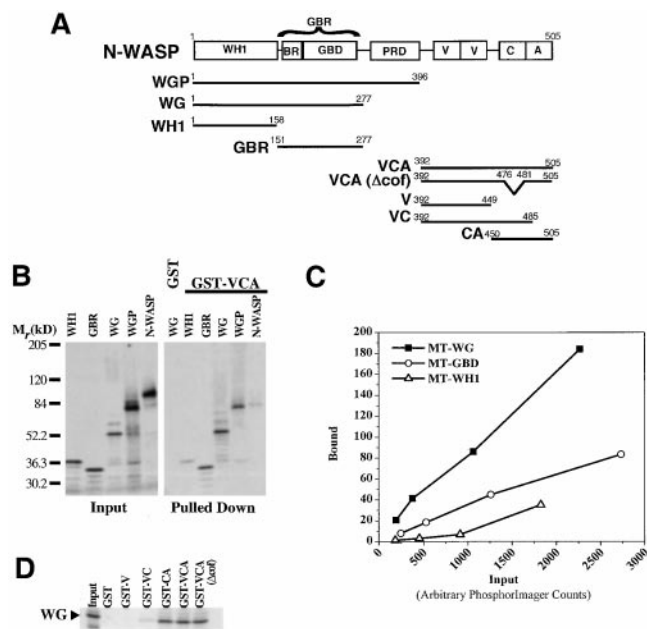 A
GBR
N-WASP
1
WH1
BR
GBD
PRD
V
V
C
A
505
WGP
1
396
WG
1
277
WH1
1
158
GBR
151
277
VCA
392
505
VCA (Δcof)
392
476
481
505
V
392
449
VC
392
485
CA
450
505
B
GST
GST-VCA
Mr(kD)
WH1
GBR
WG
WGP
N-WASP
WG
WH1
GBR
WG
WGP
N-WASP
205
120
84
52.2
36.3
30.2
Input
Pulled Down
C
MT-WG
MT-GBD
MT-WH1
Bound
200
180
160
140
120
100
80
60
40
20
0
0
500
1000
1500
2000
2500
3000
Input
(Arbitrary PhosphorImager Counts)
D
Input
GST
GST-V
GST-VC
GST-CA
GST-VCA
GST-VCA
(Δcof)
WG